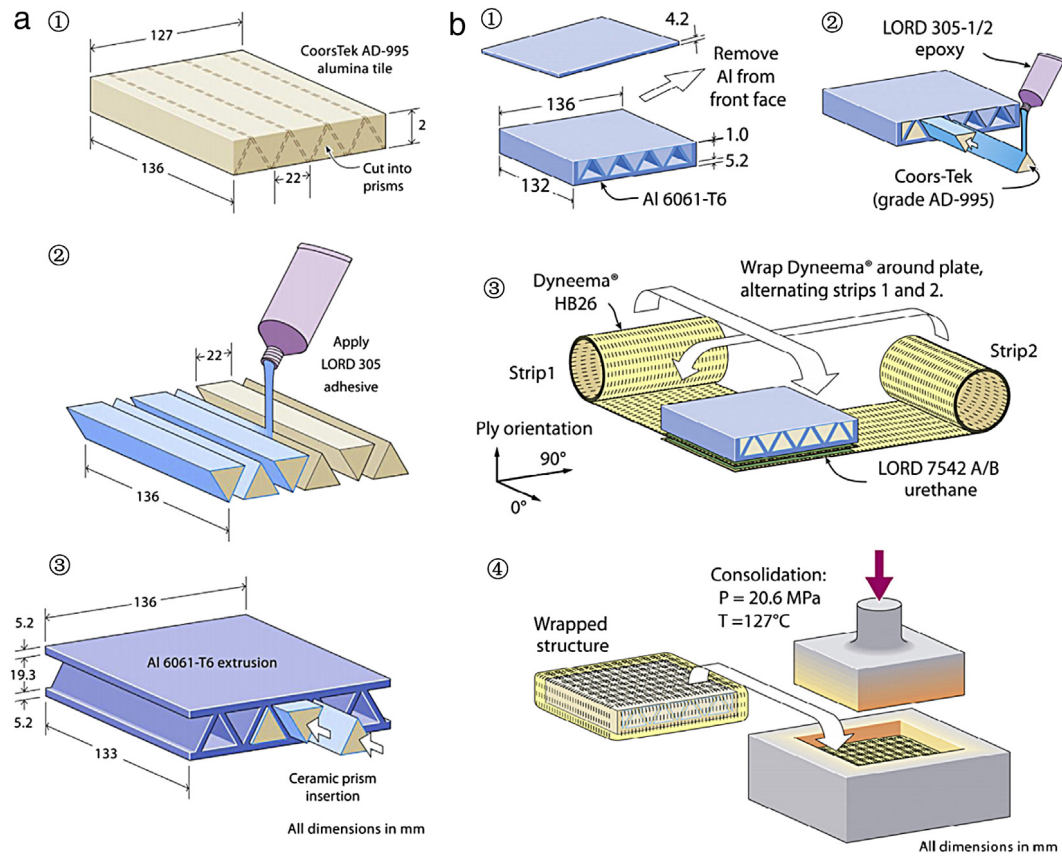 a
①
127
CoorsTek AD-995
alumina tile
2
136
22
Cut into
prisms
②
Apply
LORD 305
adhesive
22
136
③
136
5.2
19.3
5.2
Al 6061-T6 extrusion
133
Ceramic prism
insertion
All dimensions in mm
b
①
4.2
Remove
Al from
front face
136
1.0
5.2
132
Al 6061-T6
②
LORD 305-1/2
epoxy
Coors-Tek
(grade AD-995)
③
Dyneema®
HB26
Wrap Dyneema® around plate,
alternating strips 1 and 2.
Strip1
Strip2
Ply orientation
90°
0°
LORD 7542 A/B
urethane
④
Consolidation:
P = 20.6 MPa
T =127°C
Wrapped
structure
All dimensions in mm